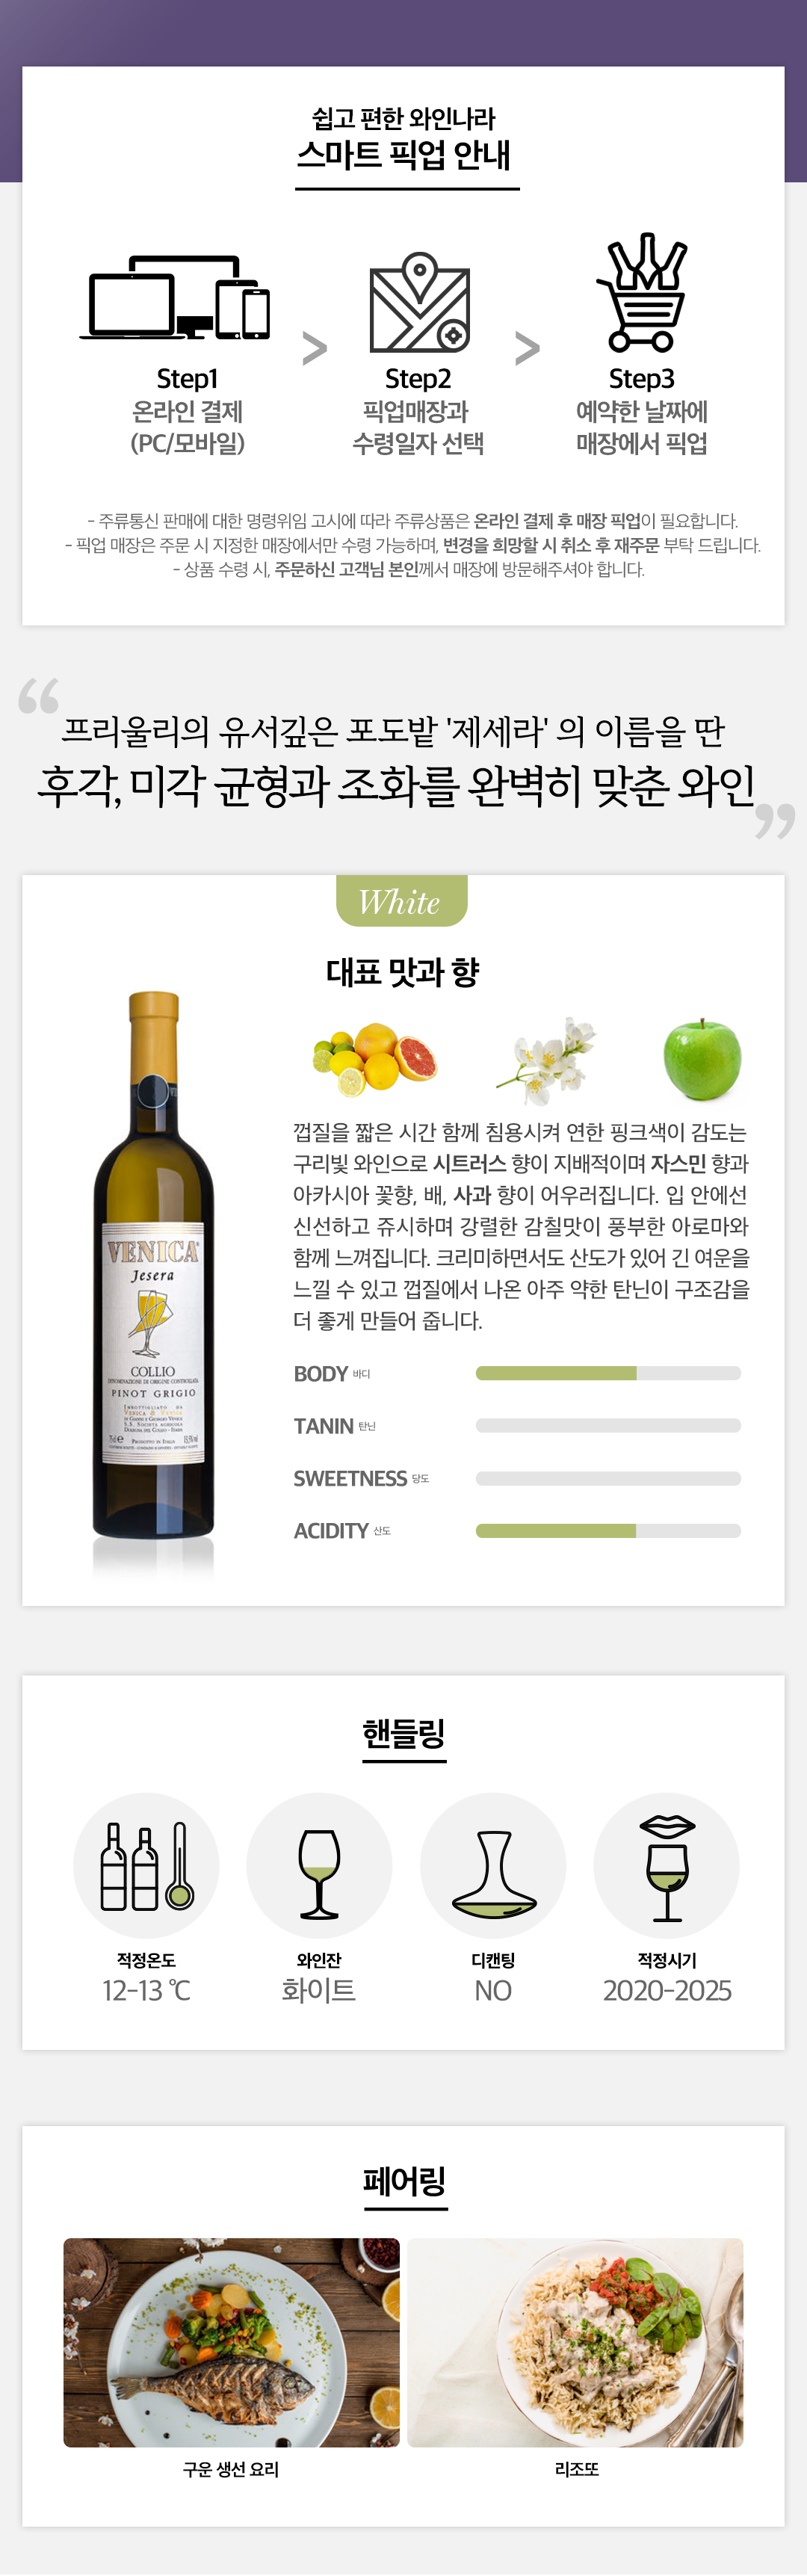 쉽고 편한 와인나라
스마트 픽업 안내
Step1
온라인 결제
(PC/모바일)
>
Step2
픽업매장과
수령일자 선택
>
Step3
예약한 날짜에
매장에서 픽업
- 주류통신 판매에 대한 명령위임 고시에 따라 주류상품은 온라인 결제 후 매장 픽업이 필요합니다.
- 픽업 매장은 주문 시 지정한 매장에서만 수령 가능하며, 변경을 희망할 시 취소 후 재주문 부탁 드립니다.
- 상품 수령 시, 주문하신 고객님 본인께서 매장에 방문해주셔야 합니다.
“프리울리의 유서깊은 포도밭 '제세라' 의 이름을 딴
후각, 미각 균형과 조화를 완벽히 맞춘 와인”
White
대표 맛과 향
껍질을 짧은 시간 함께 침용시켜 연한 핑크색이 감도는
구리빛 와인으로 시트러스 향이 지배적이며 자스민 향과
아카시아 꽃향, 배, 사과 향이 어우러집니다. 입 안에선
신선하고 쥬시하며 강렬한 감칠맛이 풍부한 아로마와
함께 느껴집니다. 크리미하면서도 산도가 있어 긴 여운을
느낄 수 있고 껍질에서 나온 아주 약한 탄닌이 구조감을
더 좋게 만들어 줍니다.
VENICA
Jesera
COLLIO
DENOMINAZIONE DI ORIGINE CONTROLLATA
PINOT GRIGIO
IMBOTTIGLIATO DA
VENICA & VENICA
BODY 바디
TANIN 탄닌
SWEETNESS 당도
ACIDITY 산도
핸들링
적정온도
12-13 ℃
와인잔
화이트
디캔팅
NO
적정시기
2020-2025
페어링
구운 생선 요리
리조또